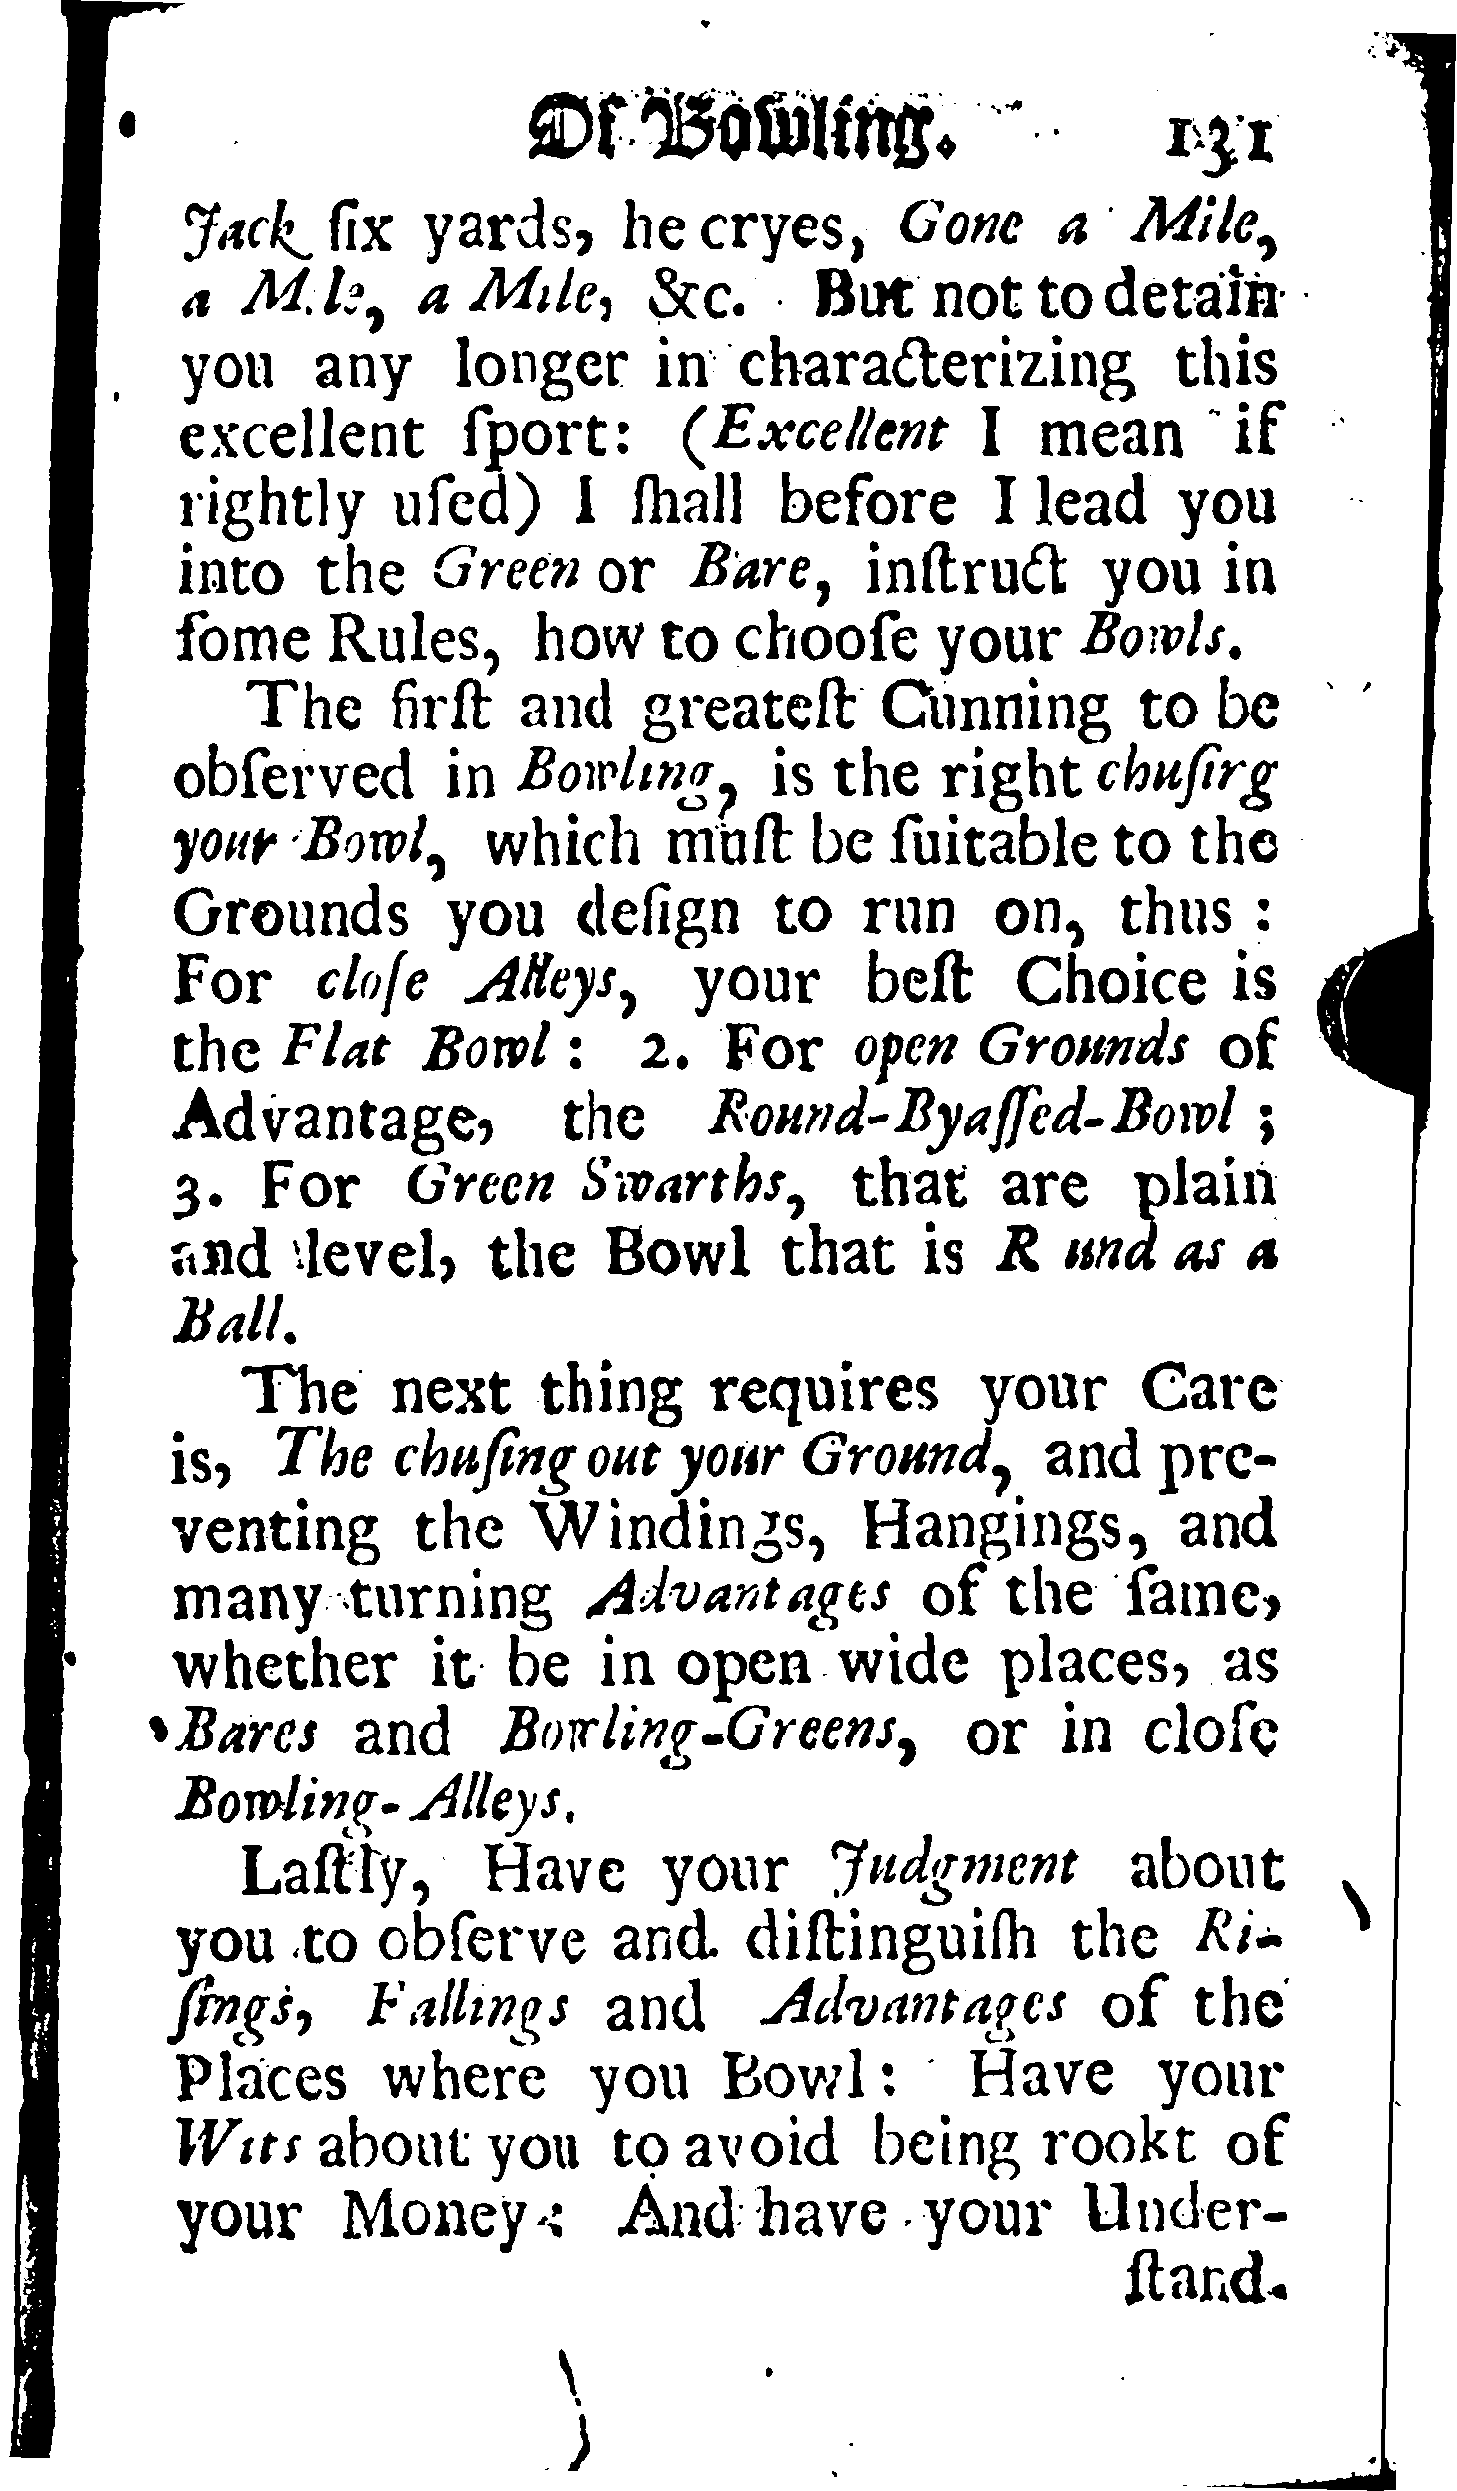 Of Bowling. 131
Jack six yards, he cryes, Gone a Mile,
a Mile, a Mile, &c. But not to detain
you any longer in characterizing this
excellent ſport: (Excellent I mean if
rightly uſed) I ſhall before I lead you
into the Green or Bare, inſtruct you in
ſome Rules, how to chooſe your Bowls.
The firſt and greateſt Cunning to be
obſerved in Bowling, is the right chuſirg
your Bowl, which muſt be ſuitable to the
Grounds you deſign to run on, thus :
For cloſe Alleys, your beſt Choice is
the Flat Bowl : 2. For open Grounds of
Advantage, the Round-Byaſſed-Bowl ;
3. For Green Swarths, that are plain
and level, the Bowl that is R und as a
Ball.
The next thing requires your Care
is, The chuſing out your Ground, and pre-
venting the Windings, Hangings, and
many turning Advantages of the ſame,
whether it be in open wide places, as
Bares and Bowling-Greens, or in cloſe
Bowling-Alleys.
Laſtly, Have your Judgment about
you to obſerve and diſtinguiſh the Ri-
ſings, Fallings and Advantages of the
Places where you Bowl : Have your
Wits about you to avoid being rookt of
your Money : And have your Under-
ſtand-